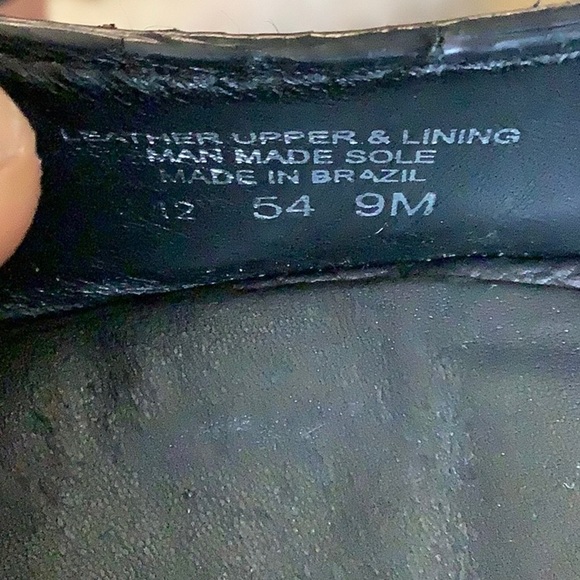 LEATHER UPPER & LINING
MAN MADE SOLE
MADE IN BRAZIL
12 54 9M